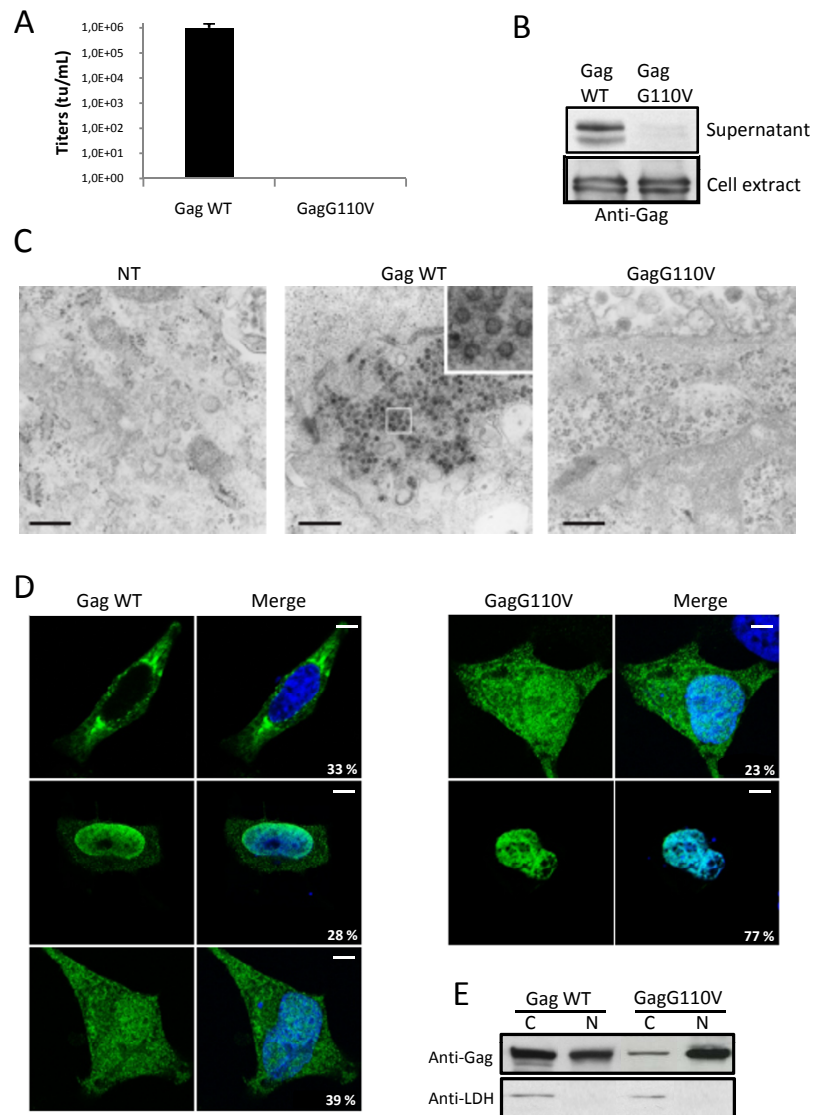 A
Titers (tu/mL)
1,0E+06
1,0E+05
1,0E+04
1,0E+03
1,0E+02
1,0E+01
1,0E+00
Gag WT
GagG110V
B
Gag WT
Gag G110V
Supernatant
Cell extract
Anti-Gag
C
NT
Gag WT
GagG110V
D
Gag WT
Merge
33 %
28 %
39 %
GagG110V
Merge
23 %
77 %
E
Gag WT
GagG110V
C
N
C
N
Anti-Gag
Anti-LDH